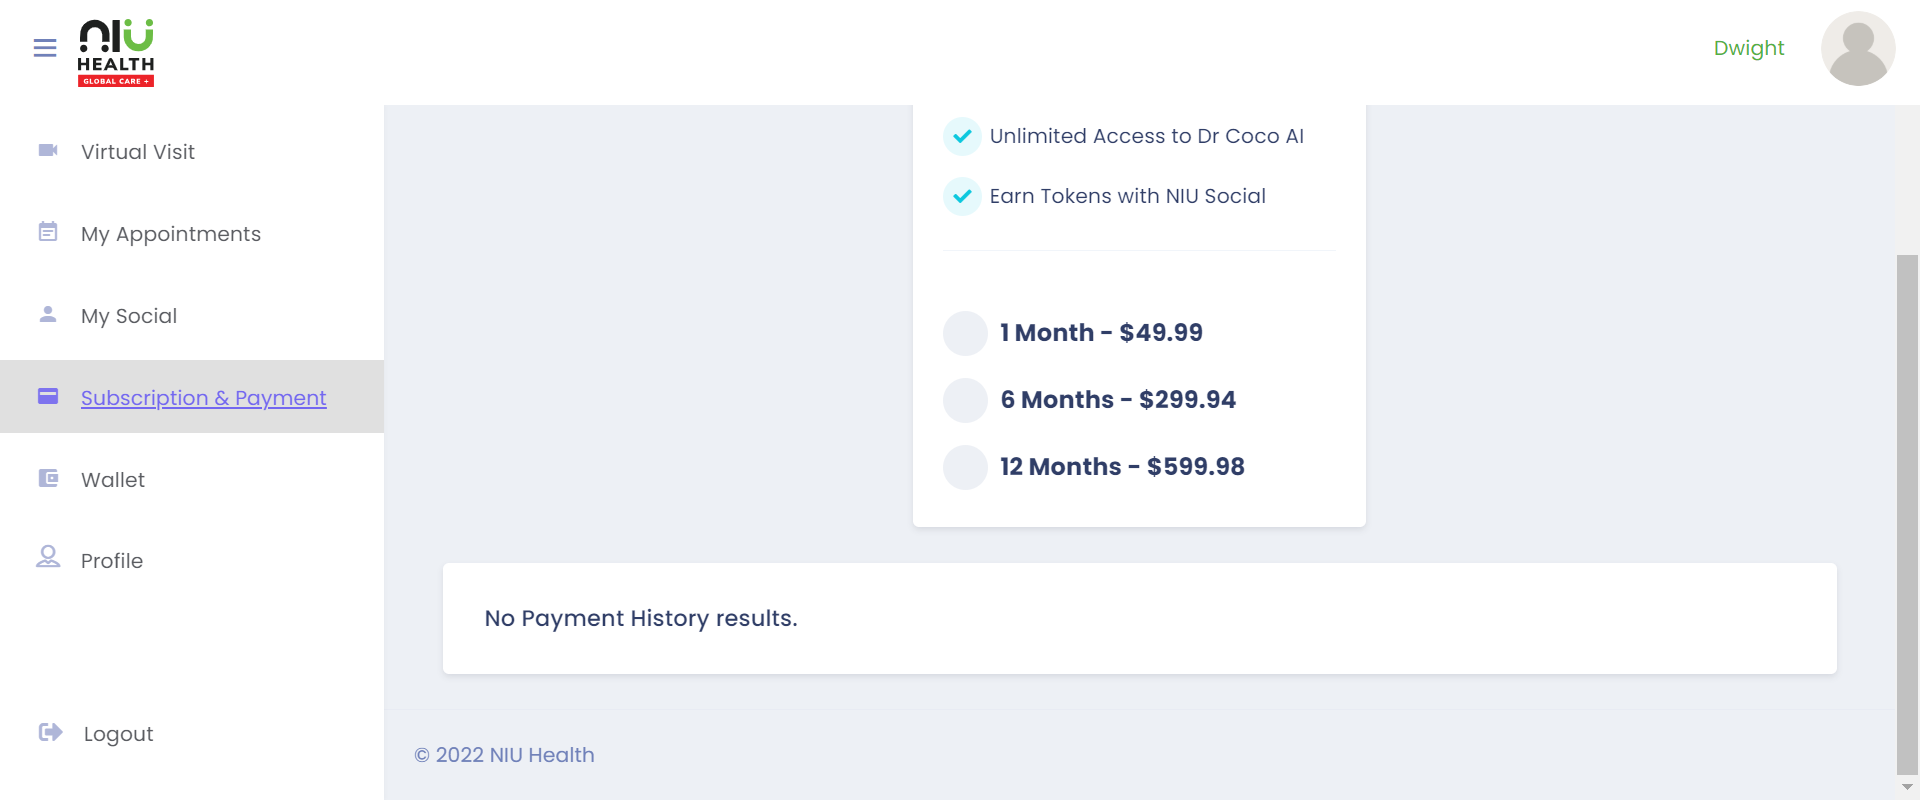 NIU
HEALTH
GLOBAL CARE +
Dwight
Virtual Visit
My Appointments
My Social
Subscription & Payment
Wallet
Profile
Logout
Unlimited Access to Dr Coco AI
Earn Tokens with NIU Social
1 Month - $49.99
6 Months - $299.94
12 Months - $599.98
No Payment History results.
© 2022 NIU Health